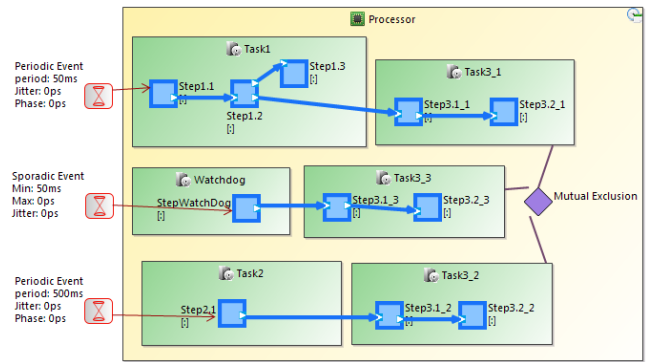 Processor
Task1
Periodic Event
period: 50ms
Jitter: 0ps
Phase: 0ps
Step1.1
[:]
Step1.2
[:]
Step1.3
[:]
Task3_1
Step3.1_1
[:]
Step3.2_1
[:]
Sporadic Event
Min: 50ms
Max: 0ps
Jitter: 0ps
Watchdog
StepWatchDog
[:]
Task3_3
Step3.1_3
[:]
Step3.2_3
[:]
Mutual Exclusion
Periodic Event
period: 500ms
Jitter: 0ps
Phase: 0ps
Task2
Step2.1
[:]
Task3_2
Step3.1_2
[:]
Step3.2_2
[:]